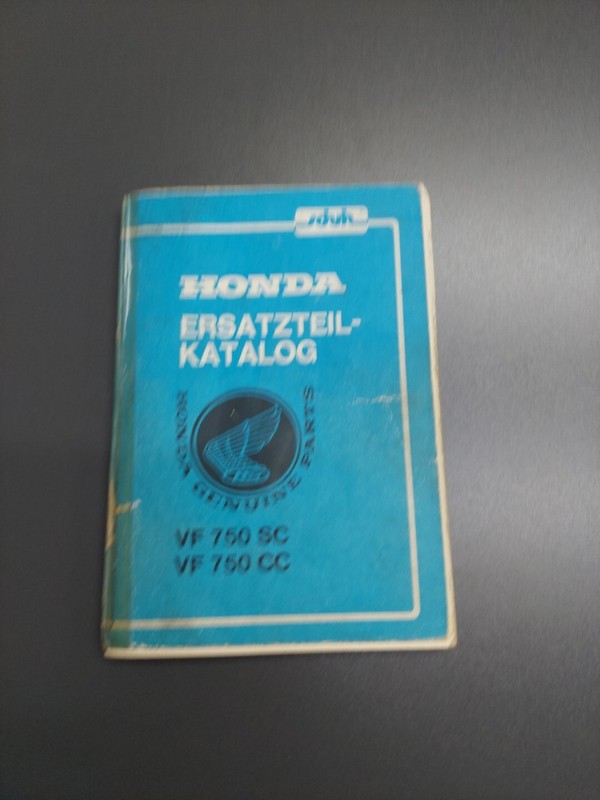 HONDA
ERSATZTEIL-
KATALOG
HONDA GENUINE PARTS
VF 750 SC
VF 750 CC